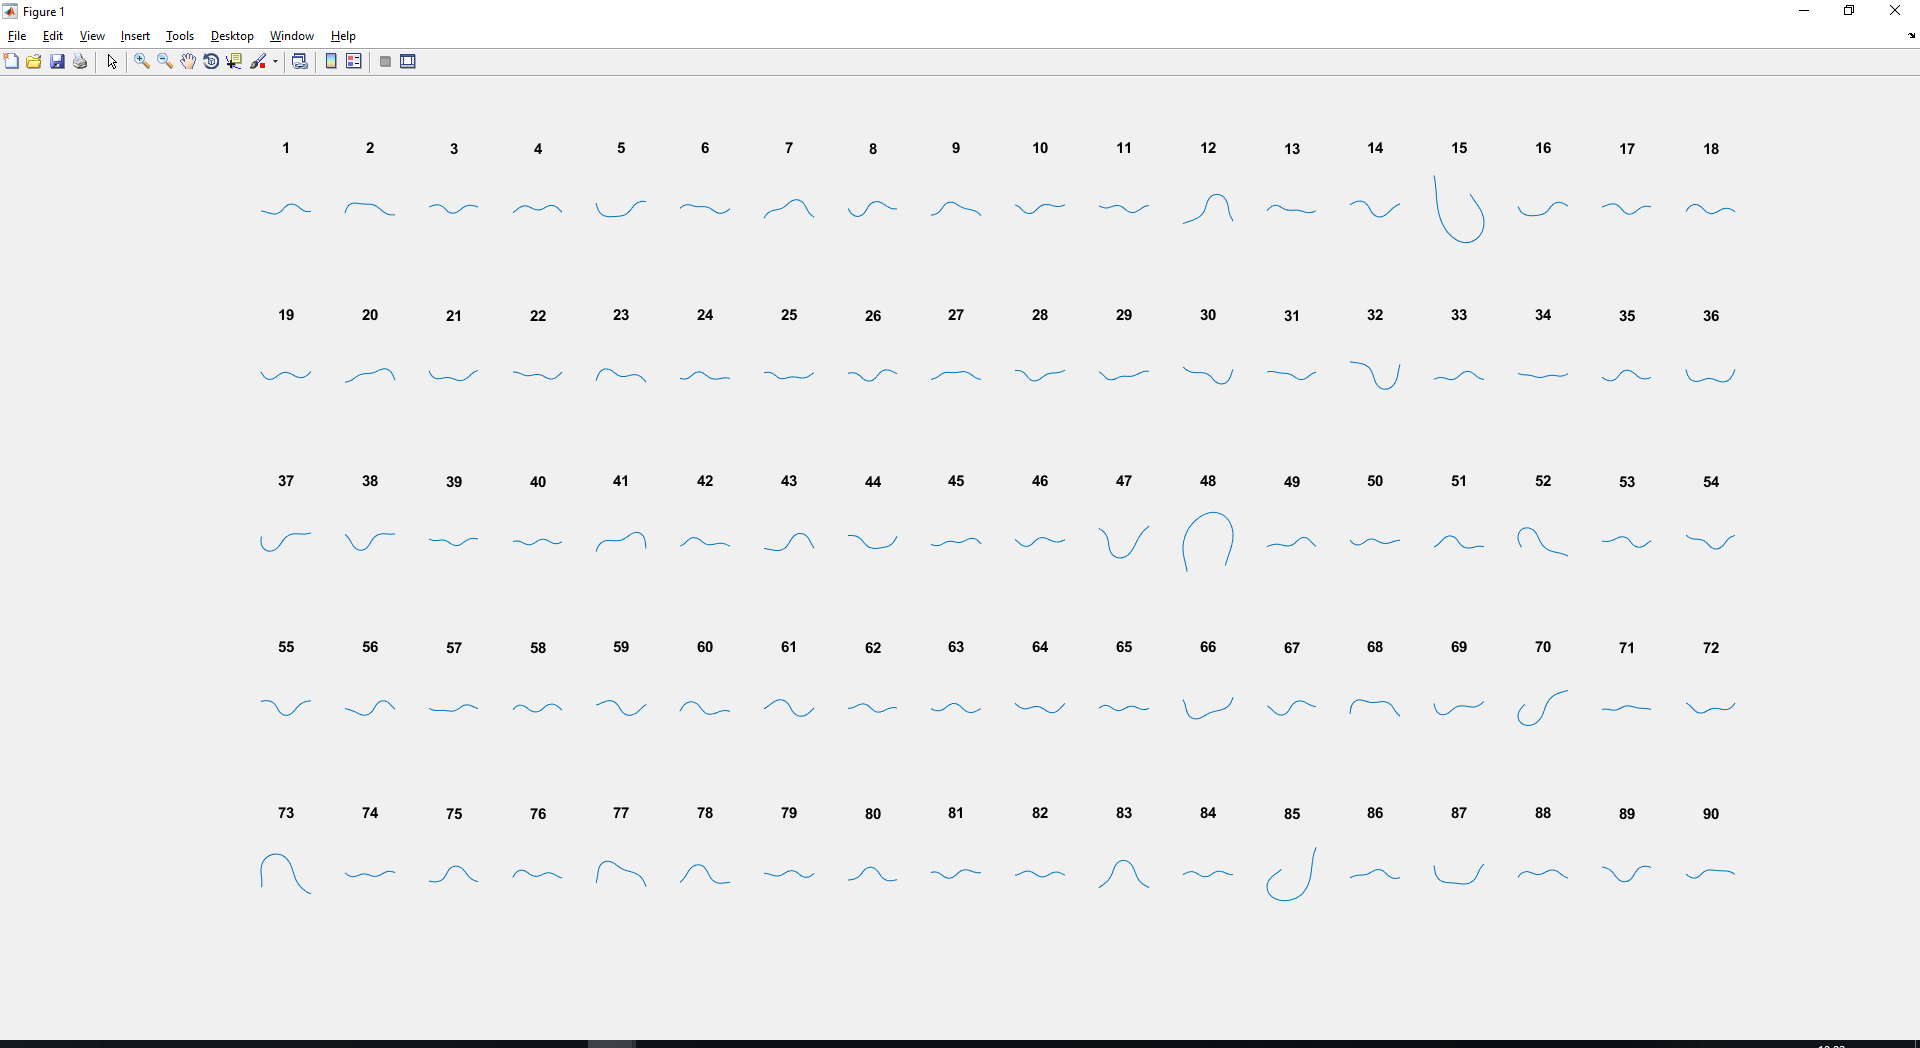 Figure 1
File Edit View Insert Tools Desktop Window Help
1 2 3 4 5 6 7 8 9 10 11 12 13 14 15 16 17 18
19 20 21 22 23 24 25 26 27 28 29 30 31 32 33 34 35 36
37 38 39 40 41 42 43 44 45 46 47 48 49 50 51 52 53 54
55 56 57 58 59 60 61 62 63 64 65 66 67 68 69 70 71 72
73 74 75 76 77 78 79 80 81 82 83 84 85 86 87 88 89 90